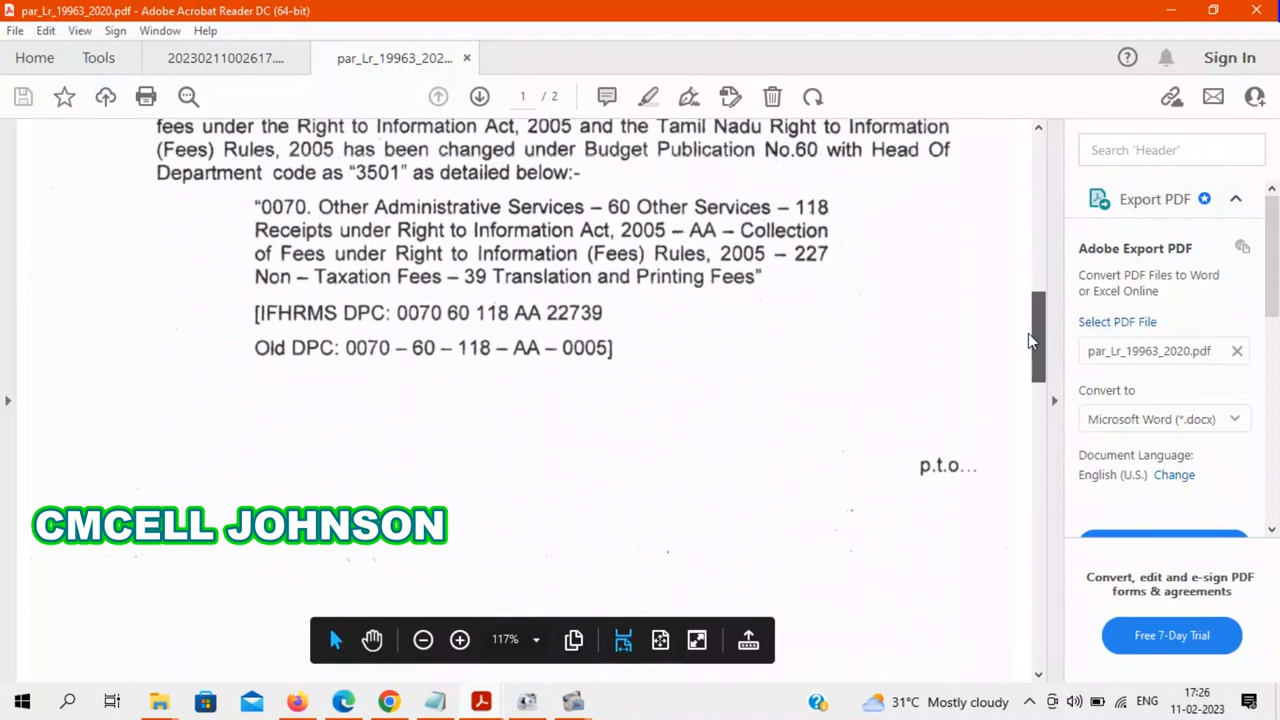 par_Lr_19963_2020.pdf - Adobe Acrobat Reader DC (64-bit)
File Edit View Sign Window Help
Home Tools 20230211002617.... par_Lr_19963_202... × Sign In
1 / 2
fees under the Right to Information Act, 2005 and the Tamil Nadu Right to Information
(Fees) Rules, 2005 has been changed under Budget Publication No.60 with Head Of
Department code as “3501” as detailed below:-
“0070. Other Administrative Services – 60 Other Services – 118
Receipts under Right to Information Act, 2005 – AA – Collection
of Fees under Right to Information (Fees) Rules, 2005 – 227
Non – Taxation Fees – 39 Translation and Printing Fees”
[IFHRMS DPC: 0070 60 118 AA 22739
Old DPC: 0070 – 60 – 118 – AA – 0005]
p.t.o...
CMCELL JOHNSON
117%
Search 'Header'
Export PDF
Adobe Export PDF
Convert PDF Files to Word
or Excel Online
Select PDF File
par_Lr_19963_2020.pdf
Convert to
Microsoft Word (*.docx)
Document Language:
English (U.S.) Change
Convert, edit and e-sign PDF
forms & agreements
Free 7-Day Trial
31°C Mostly cloudy ENG
17:26
11-02-2023